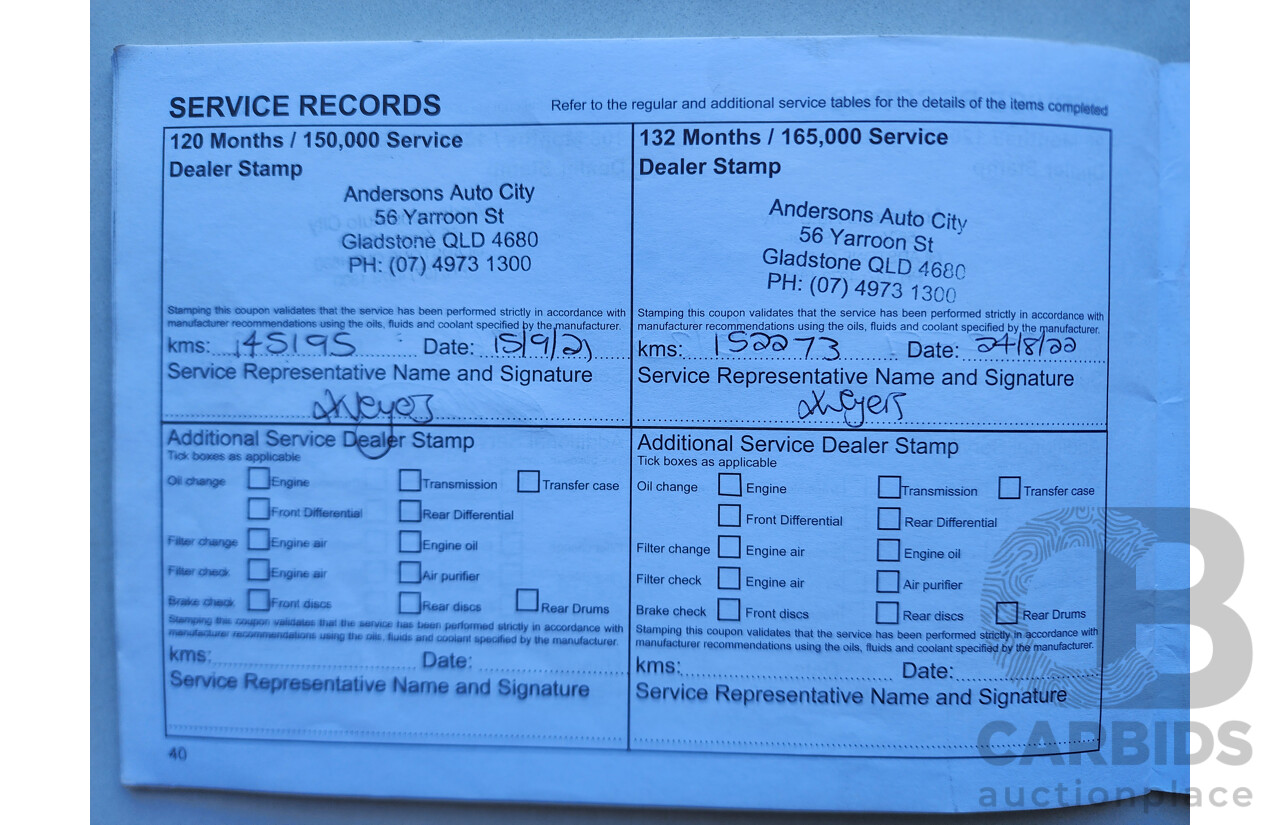 SERVICE RECORDS
Refer to the regular and additional service tables for the details of the items completed
120 Months / 150,000 Service
Dealer Stamp
Andersons Auto City
56 Yarroon St
Gladstone QLD 4680
PH: (07) 4973 1300
Stamping this coupon validates that the service has been performed strictly in accordance with
manufacturer recommendations using the oils, fluids and coolant specified by the manufacturer.
kms: 145195 Date: 15/9/21
Service Representative Name and Signature
Additional Service Dealer Stamp
Tick boxes as applicable
Oil change Engine Transmission Transfer case
Front Differential Rear Differential
Filter change Engine air Engine oil
Filter check Engine air Air purifier
Brake check Front discs Rear discs Rear Drums
Stamping this coupon validates that the service has been performed strictly in accordance with
manufacturer recommendations using the oils, fluids and coolant specified by the manufacturer.
kms: Date:
Service Representative Name and Signature
40
132 Months / 165,000 Service
Dealer Stamp
Andersons Auto City
56 Yarroon St
Gladstone QLD 4680
PH: (07) 4973 1300
Stamping this coupon validates that the service has been performed strictly in accordance with
manufacturer recommendations using the oils, fluids and coolant specified by the manufacturer.
kms: 152273 Date: 24/8/22
Service Representative Name and Signature
Additional Service Dealer Stamp
Tick boxes as applicable
Oil change Engine Transmission Transfer case
Front Differential Rear Differential
Filter change Engine air Engine oil
Filter check Engine air Air purifier
Brake check Front discs Rear discs Rear Drums
Stamping this coupon validates that the service has been performed strictly in accordance with
manufacturer recommendations using the oils, fluids and coolant specified by the manufacturer.
kms: Date:
Service Representative Name and Signature
CB
CARBIDS
auctionplace